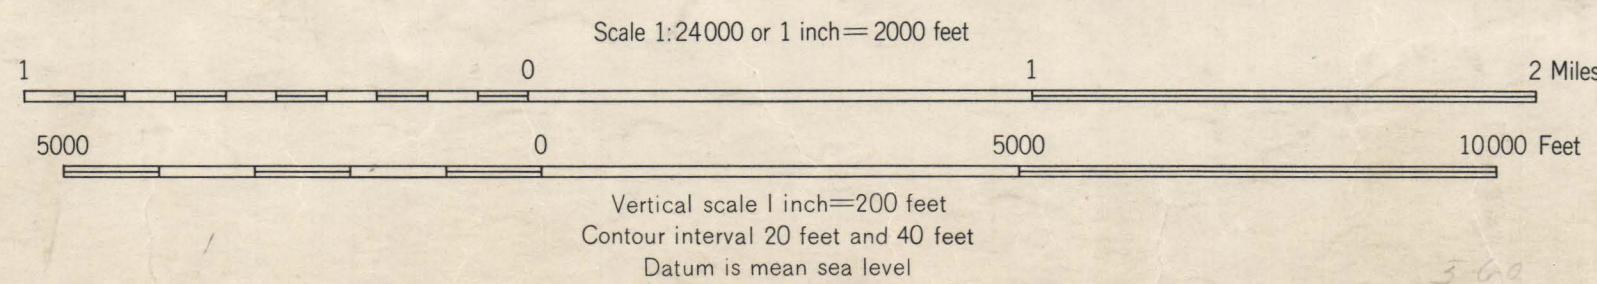 Scale 1:24000 or 1 inch=2000 feet
1 0 1 2 Miles
5000 0 5000 10000 Feet
Vertical scale 1 inch=200 feet
Contour interval 20 feet and 40 feet
Datum is mean sea level
560